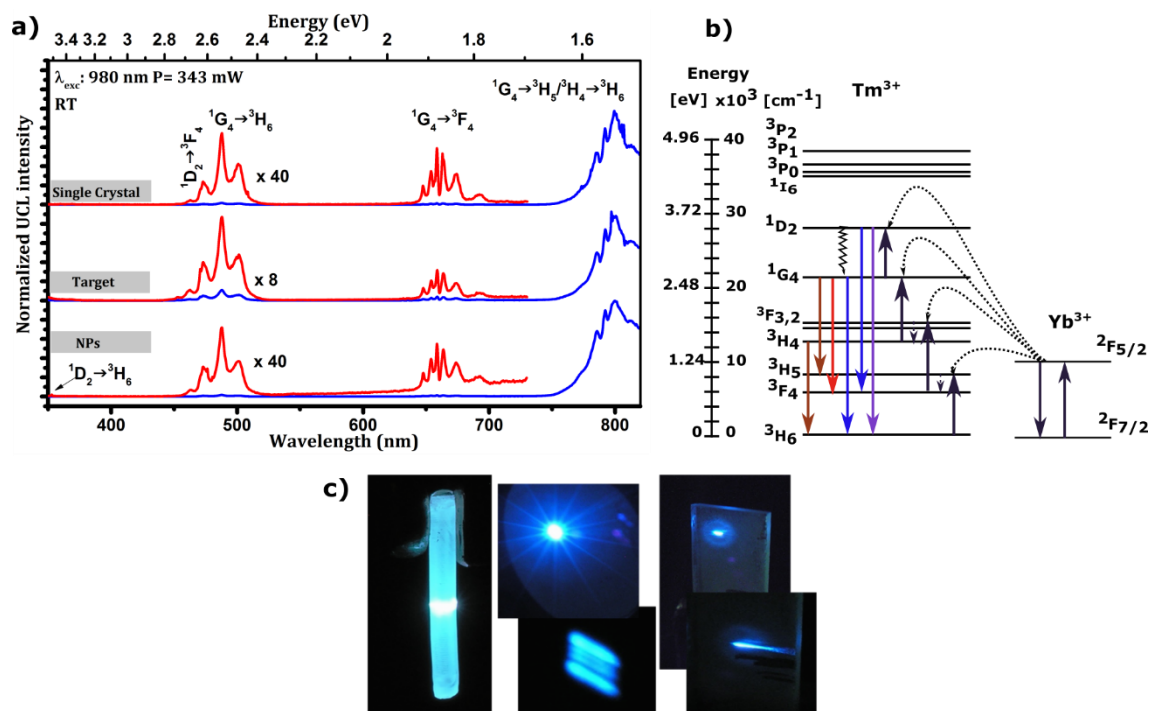 a)
Energy (eV)
3.4 3.2 3 2.8 2.6 2.4 2.2 2 1.8 1.6
λexc: 980 nm P= 343 mW
RT
Normalized UCL intensity
¹D₂→³F₄
¹G₄→³H₆
¹G₄→³F₄
¹G₄→³H₅/³H₄→³H₆
x 40
Single Crystal
x 8
Target
NPs
x 40
¹D₂→³H₆
400 500 600 700 800
Wavelength (nm)
b)
Energy
[eV] x10³ [cm⁻¹]
Tm³⁺
4.96 40
3.72 30
2.48 20
1.24 10
0 0
³P₂
³P₁
³P₀
¹I₆
¹D₂
¹G₄
³F₃,₂
³H₄
³H₅
³F₄
³H₆
Yb³⁺
²F₅/₂
²F₇/₂
c)